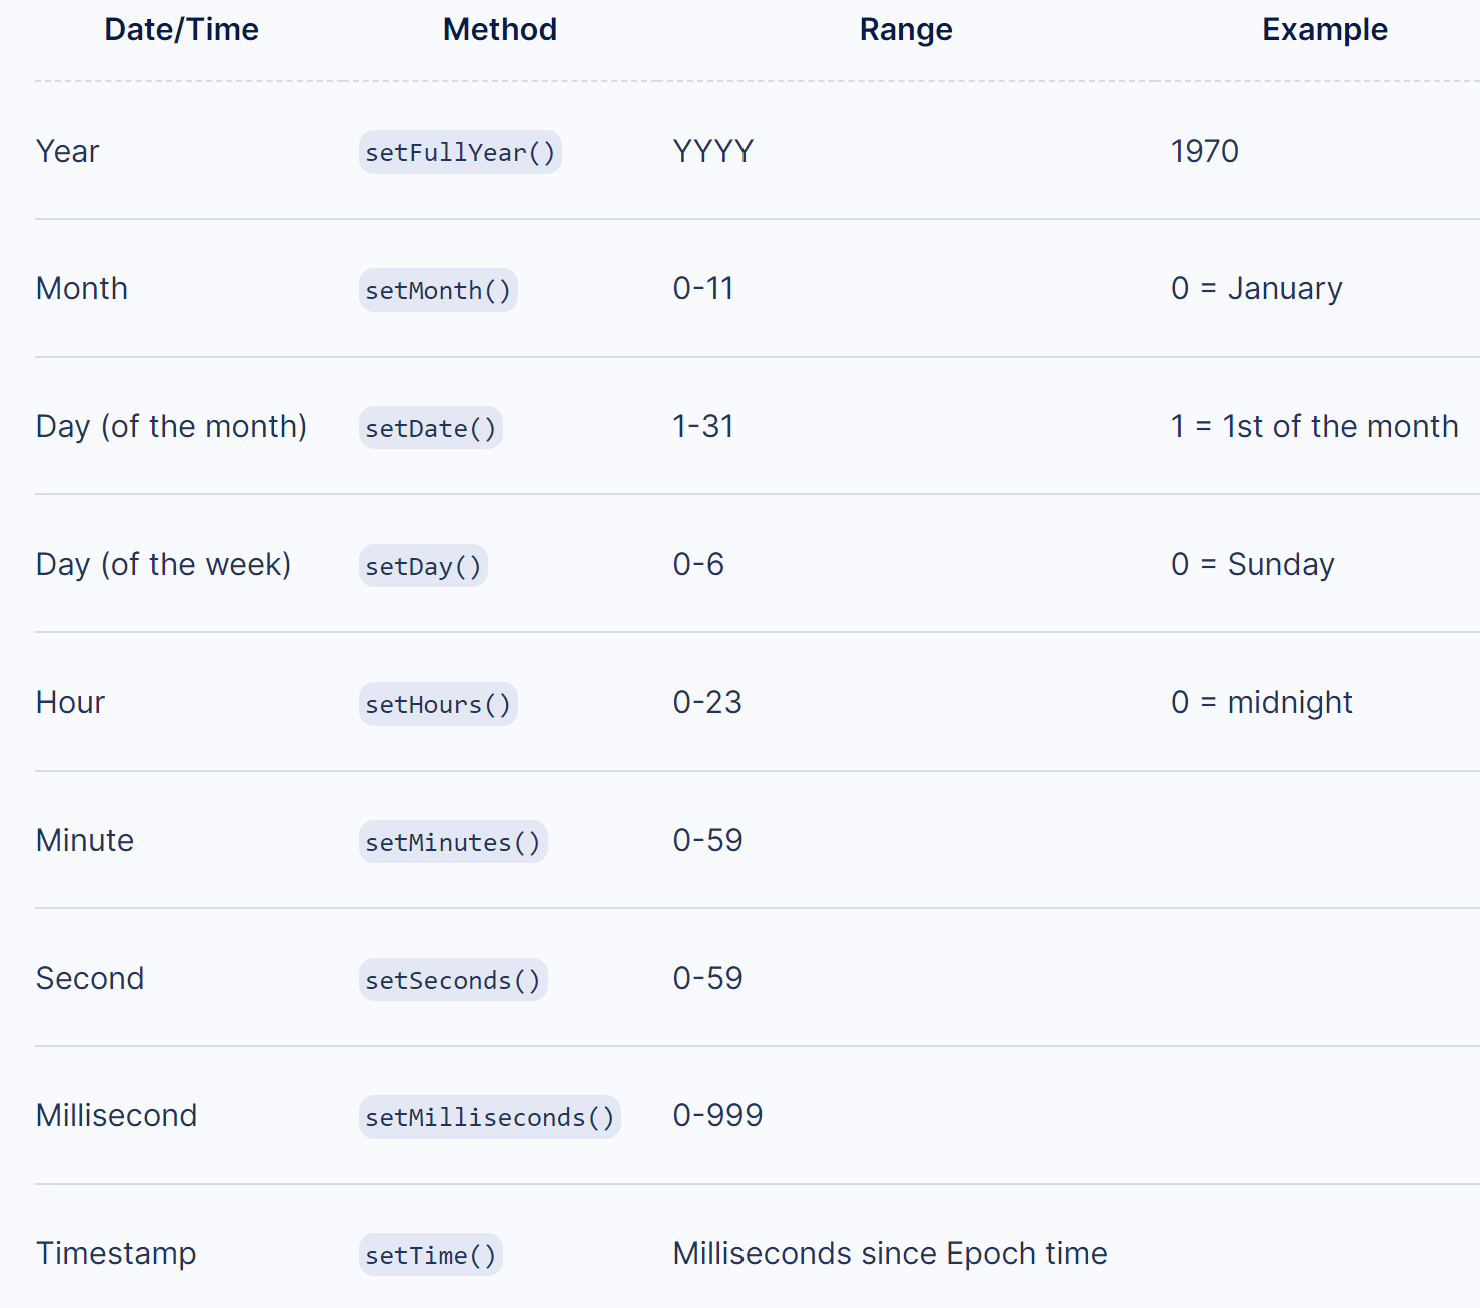 Date/Time Method Range Example
Year setFullYear() YYYY 1970
Month setMonth() 0-11 0 = January
Day (of the month) setDate() 1-31 1 = 1st of the month
Day (of the week) setDay() 0-6 0 = Sunday
Hour setHours() 0-23 0 = midnight
Minute setMinutes() 0-59
Second setSeconds() 0-59
Millisecond setMilliseconds() 0-999
Timestamp setTime() Milliseconds since Epoch time